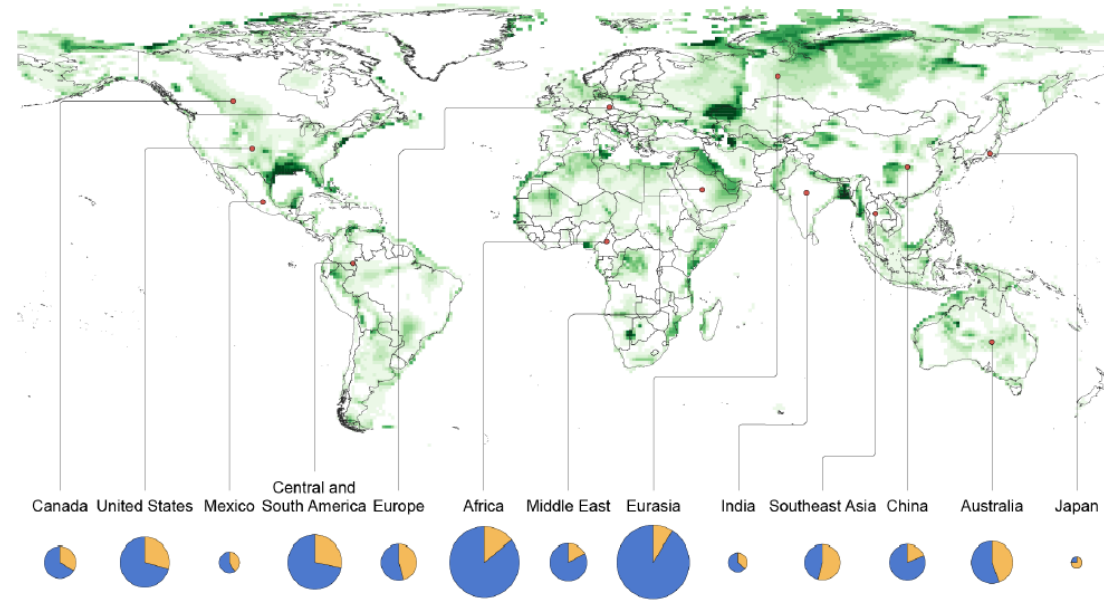 Canada
United States
Mexico
Central and
South America
Europe
Africa
Middle East
Eurasia
India
Southeast Asia
China
Australia
Japan